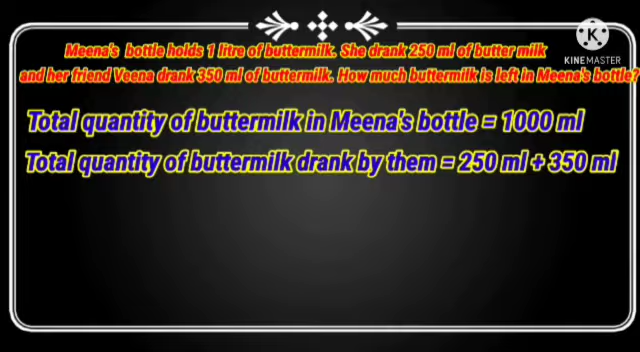 Meena's bottle holds 1 litre of buttermilk. She drank 250 ml of butter milk
and her friend Veena drank 350 ml of buttermilk. How much buttermilk is left in Meena's bottle?
K
KINEMASTER
Total quantity of buttermilk in Meena's bottle = 1000 ml
Total quantity of buttermilk drank by them = 250 ml + 350 ml